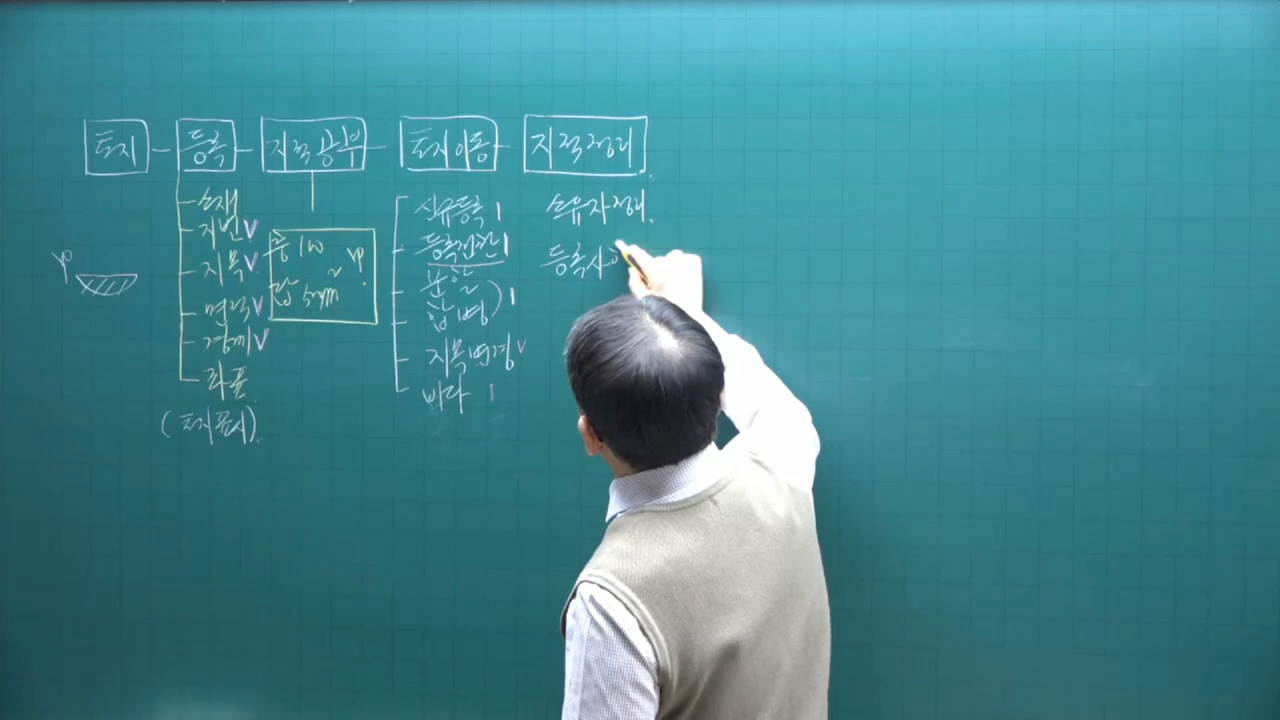 토지 등록 지적공부 토지이동 지적정리
소재
지번
지목
면적
경계
좌표
(토지표시)
신규등록
등록전환
분할
합병
지목변경
바다
소유자정리
등록사